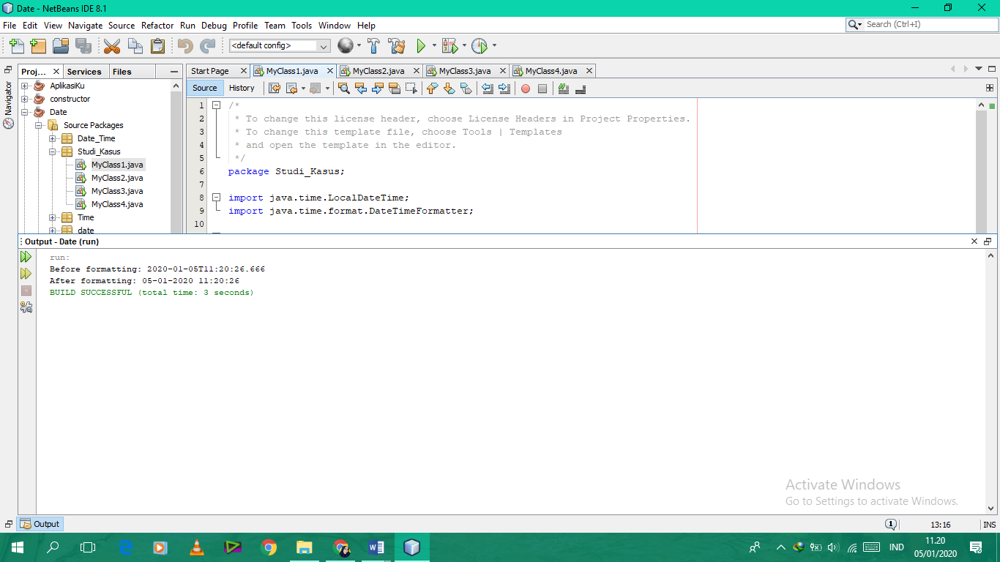 Date - NetBeans IDE 8.1
File Edit View Navigate Source Refactor Run Debug Profile Team Tools Window Help
Search (Ctrl+I)
<default config>
Proj...
Services
Files
Start Page
MyClass1.java
MyClass2.java
MyClass3.java
MyClass4.java
Navigator
AplikasiKu
constructor
Date
Source Packages
Date_Time
Studi_Kasus
MyClass1.java
MyClass2.java
MyClass3.java
MyClass4.java
Time
date
Source
History
1 /*
2 * To change this license header, choose License Headers in Project Properties.
3 * To change this template file, choose Tools | Templates
4 * and open the template in the editor.
5 */
6 package Studi_Kasus;
7
8 import java.time.LocalDateTime;
9 import java.time.format.DateTimeFormatter;
10
Output - Date (run)
run:
Before formatting: 2020-01-05T11:20:26.666
After formatting: 05-01-2020 11:20:26
BUILD SUCCESSFUL (total time: 3 seconds)
Activate Windows
Go to Settings to activate Windows.
Output
1
13:16
INS
IND
11.20
05/01/2020